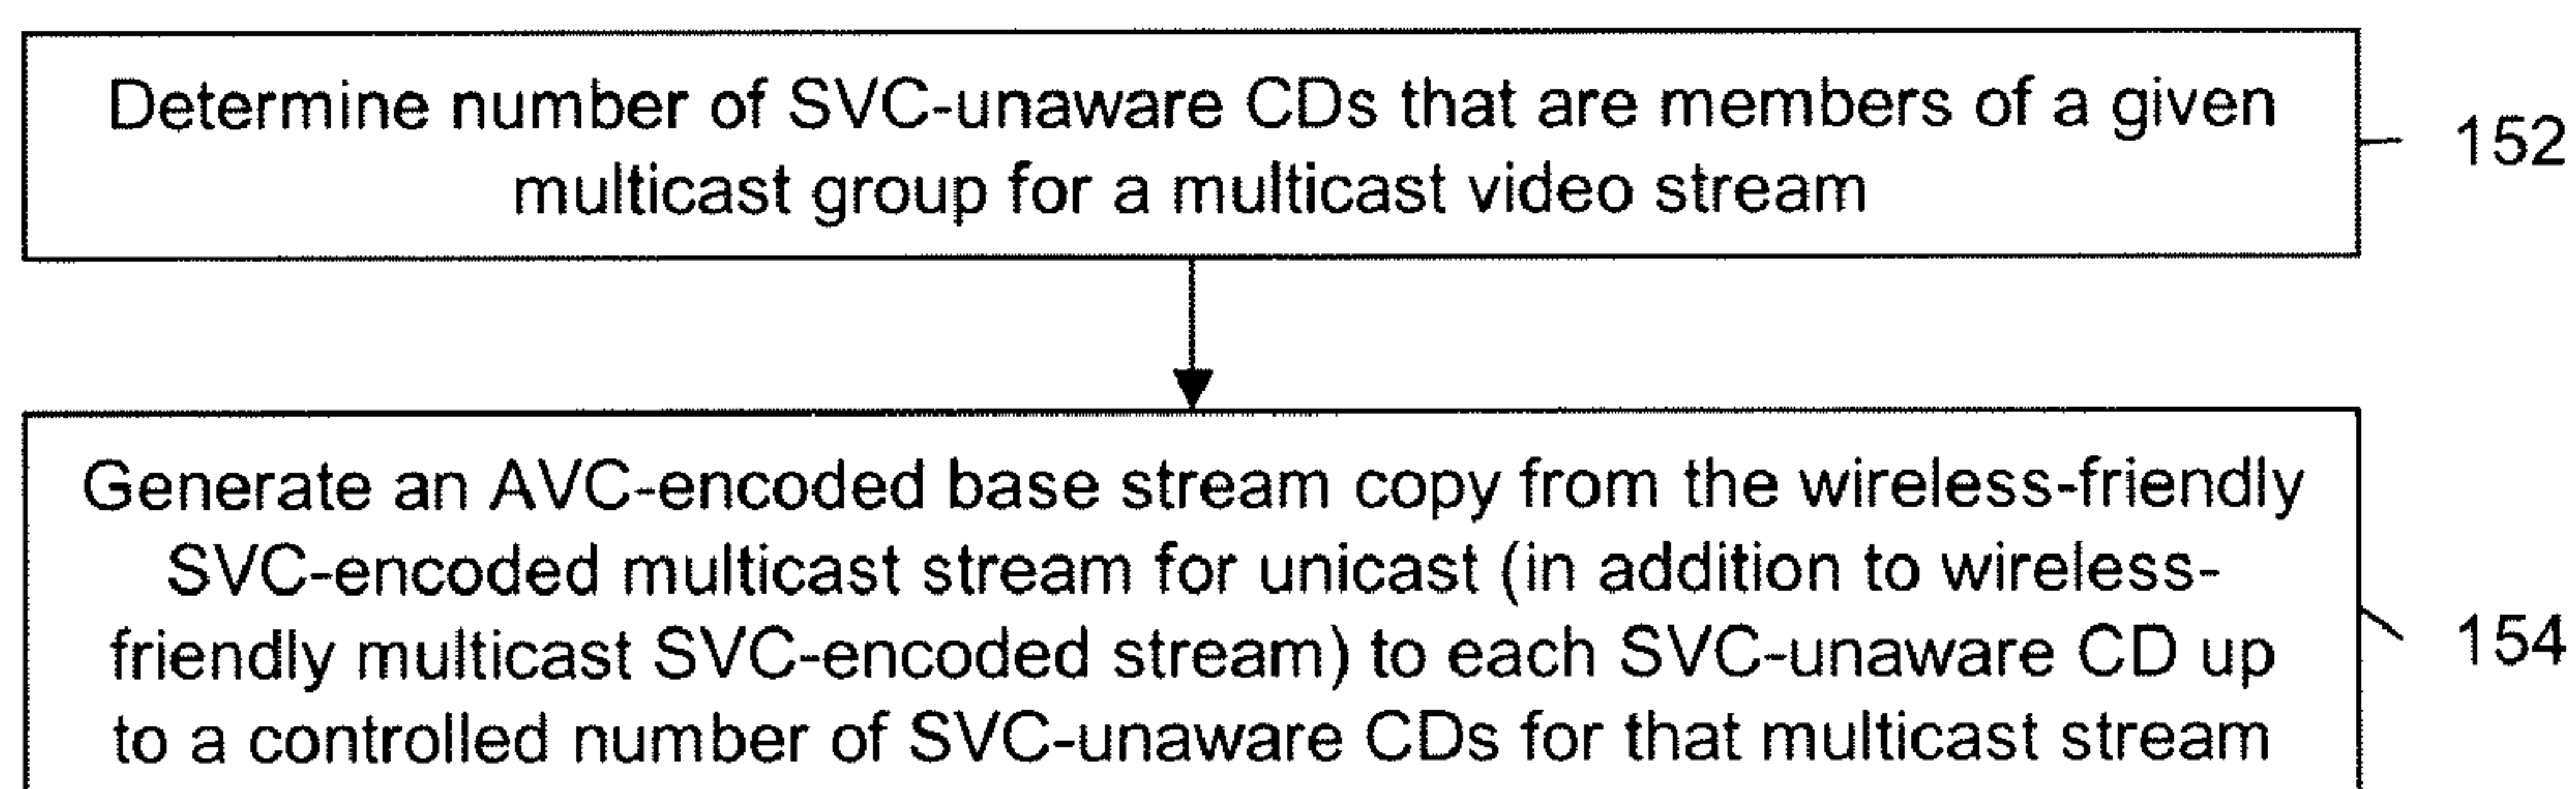 Determine number of SVC-unaware CDs that are members of a given
multicast group for a multicast video stream
152
Generate an AVC-encoded base stream copy from the wireless-friendly
SVC-encoded multicast stream for unicast (in addition to wireless-
friendly multicast SVC-encoded stream) to each SVC-unaware CD up
to a controlled number of SVC-unaware CDs for that multicast stream
154